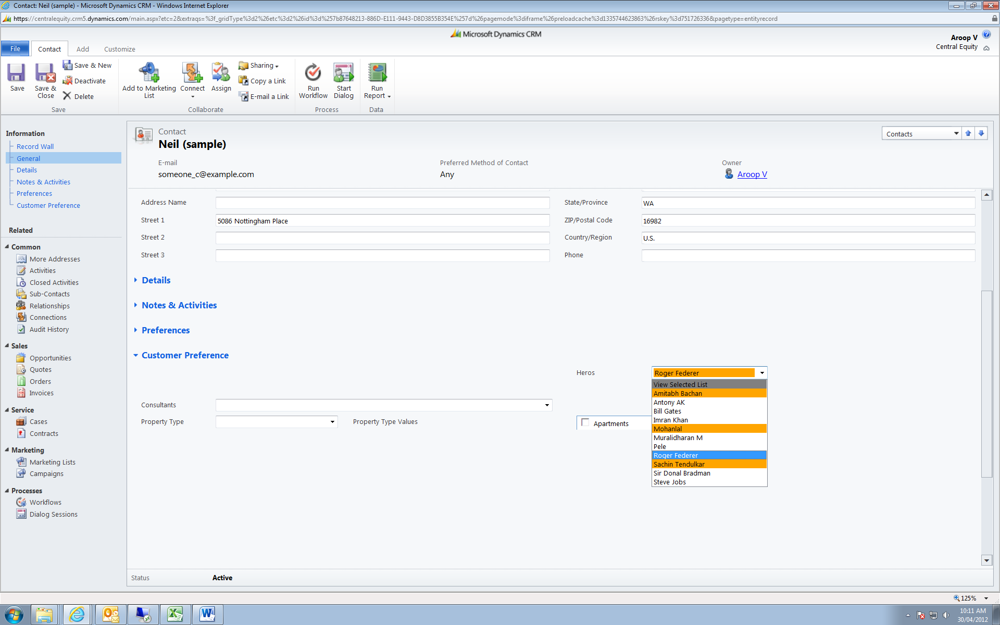 Contact: Neil (sample) - Microsoft Dynamics CRM - Windows Internet Explorer
https://centralequity.crm5.dynamics.com/main.aspx?etc=2&extraqs=%3f_gridType%3d2%26etc%3d2%26id%3d%257b87648213-886D-E111-9443-D8D3855B354E%257d%26pagemode%3diframe%26preloadcache%3d1335744623863%26rskey%3d751726336&pagetype=entityrecord
Microsoft Dynamics CRM
Aroop V
Central Equity
File
Contact
Add
Customize
Save
Save & Close
Save & New
Deactivate
Delete
Save
Add to Marketing List
Connect
Assign
Sharing
Copy a Link
E-mail a Link
Collaborate
Run Workflow
Start Dialog
Process
Run Report
Data
Information
Record Wall
General
Details
Notes & Activities
Preferences
Customer Preference
Related
Common
More Addresses
Activities
Closed Activities
Sub-Contacts
Relationships
Connections
Audit History
Sales
Opportunities
Quotes
Orders
Invoices
Service
Cases
Contracts
Marketing
Marketing Lists
Campaigns
Processes
Workflows
Dialog Sessions
Contact
Neil (sample)
Contacts
E-mail
someone_c@example.com
Preferred Method of Contact
Any
Owner
Aroop V
Address Name
State/Province
WA
Street 1
5086 Nottingham Place
ZIP/Postal Code
16982
Street 2
Country/Region
U.S.
Street 3
Phone
Details
Notes & Activities
Preferences
Customer Preference
Heros
Roger Federer
View Selected List
Amitabh Bachan
Antony AK
Bill Gates
Imran Khan
Mohanlal
Muralidharan M
Pele
Roger Federer
Sachin Tendulkar
Sir Donal Bradman
Steve Jobs
Consultants
Property Type
Property Type Values
Apartments
Status
Active
125%
10:11 AM
30/04/2012